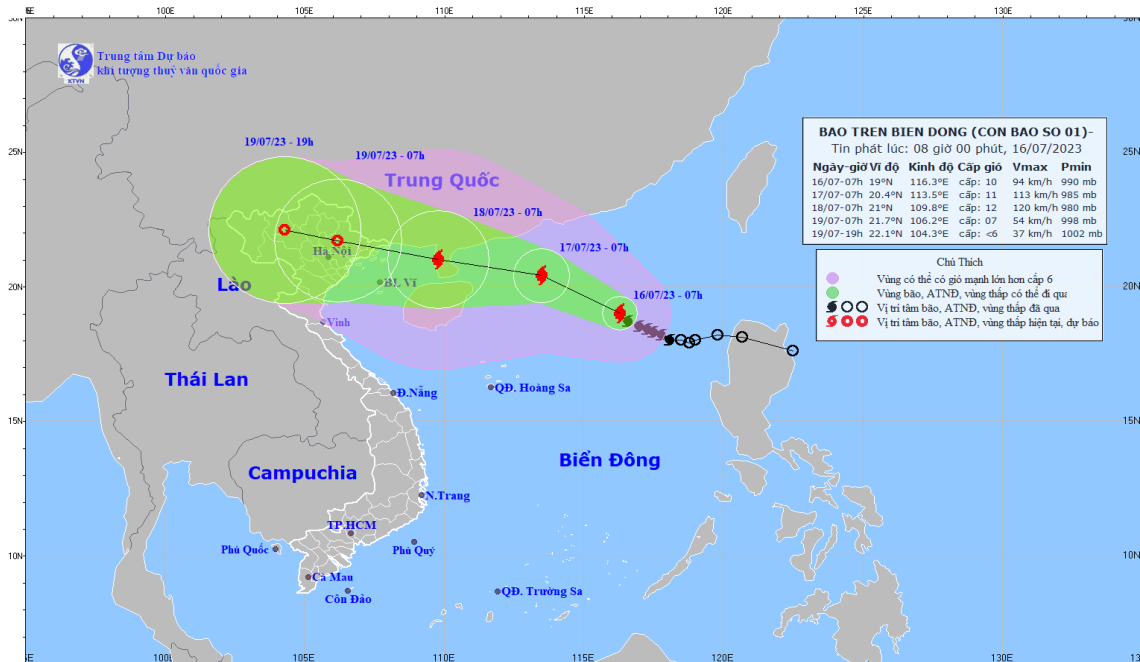 105E 100E 105E 110E 115E 120E 125E 130E
Trung tâm Dự báo
khí tượng thuỷ văn quốc gia
KTVN
25N
20N
15N
10N
19/07/23 - 19h
19/07/23 - 07h
18/07/23 - 07h
17/07/23 - 07h
16/07/23 - 07h
Trung Quốc
Hà Nội
BL Vĩ
Lào
Vinh
Thái Lan
Đ.Nẵng
QĐ. Hoàng Sa
Campuchia
Biển Đông
N.Trang
TP.HCM
Phú Quốc
Phú Quý
Cà Mau
Côn Đảo
QĐ. Trường Sa
BAO TREN BIEN DONG (CON BAO SO 01)-
Tin phát lúc: 08 giờ 00 phút, 16/07/2023
Ngày-giờ Vĩ độ Kinh độ Cấp gió Vmax Pmin
16/07-07h 19°N 116.3°E cấp: 10 94 km/h 990 mb
17/07-07h 20.4°N 113.5°E cấp: 11 113 km/h 985 mb
18/07-07h 21°N 109.8°E cấp: 12 120 km/h 980 mb
19/07-07h 21.7°N 106.2°E cấp: 07 54 km/h 998 mb
19/07-19h 22.1°N 104.3°E cấp: <6 37 km/h 1002 mb
Chú Thích
Vùng có thể có gió mạnh lớn hơn cấp 6
Vùng bão, ATNĐ, vùng thấp có thể đi qua
Vị trí tâm bão, ATNĐ, vùng thấp đã qua
Vị trí tâm bão, ATNĐ, vùng thấp hiện tại, dự báo
100E 105E 110E 115E 120E 125E 130E